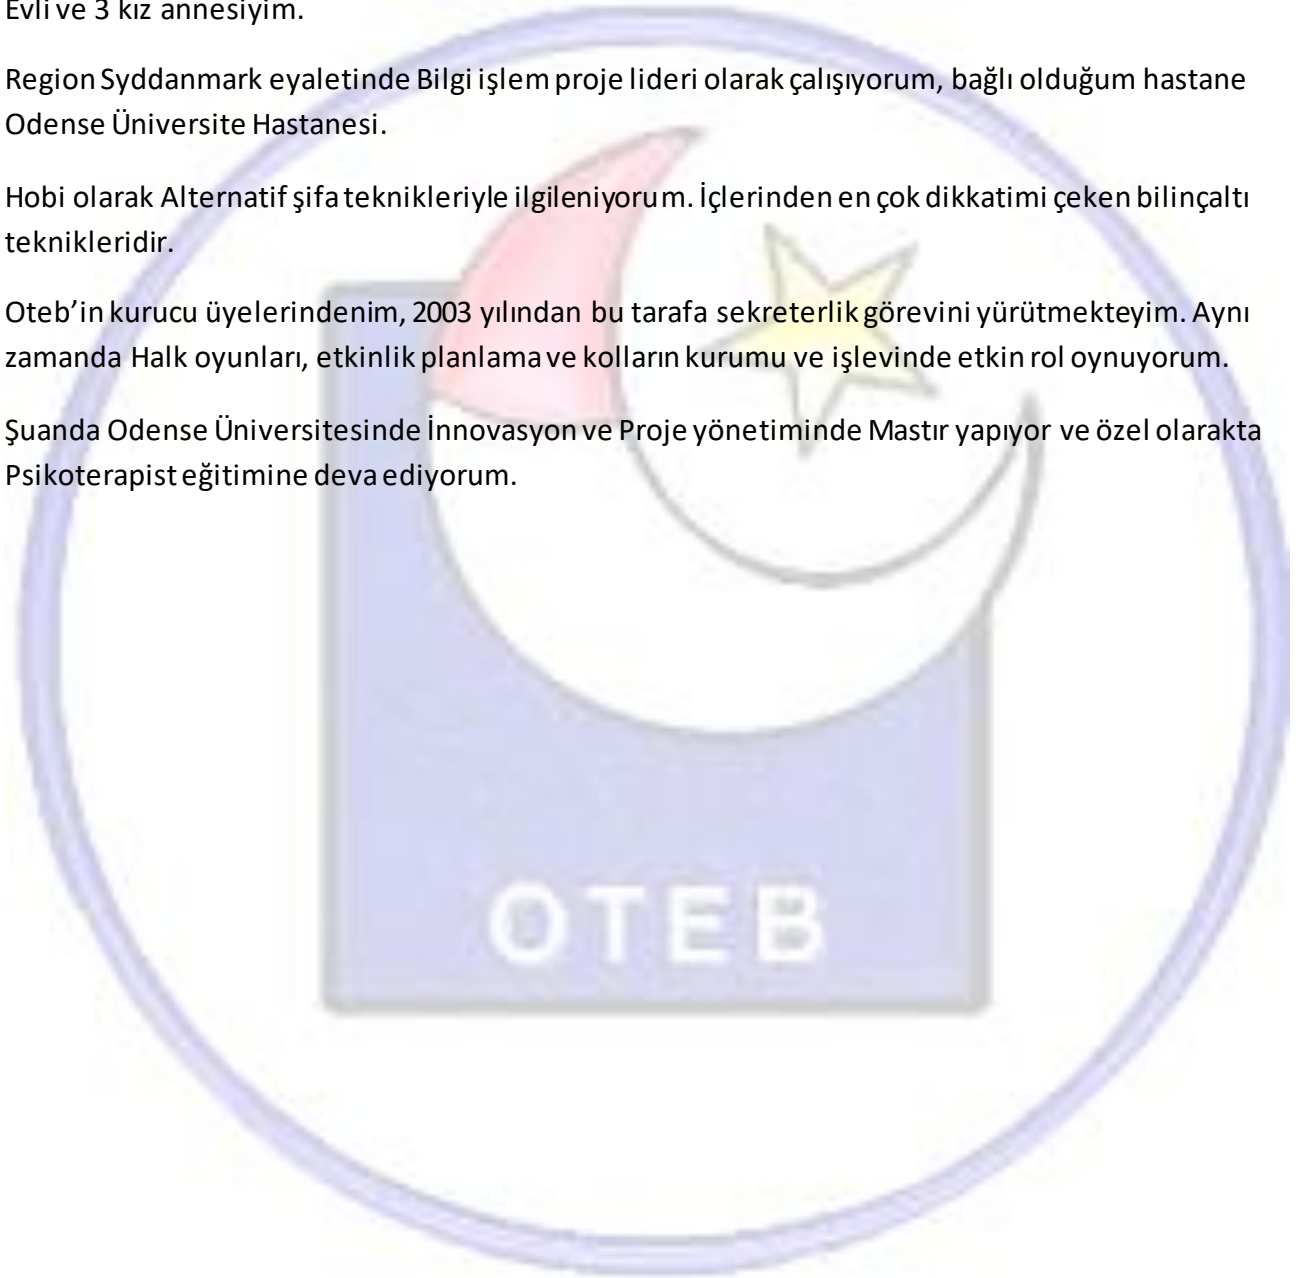 Evli ve 3 kız annesiyim.
Region Syddanmark eyaletinde Bilgi işlem proje lideri olarak çalışıyorum, bağlı olduğum hastane
Odense Üniversite Hastanesi.
Hobi olarak Alternatif şifa teknikleriyle ilgileniyorum. İçlerinden en çok dikkatimi çeken bilinçaltı
teknikleridir.
Oteb’in kurucu üyelerindenim, 2003 yılından bu tarafa sekreterlik görevini yürütmekteyim. Aynı
zamanda Halk oyunları, etkinlik planlama ve kolların kurumu ve işlevinde etkin rol oynuyorum.
Şuanda Odense Üniversitesinde İnnovasyon ve Proje yönetiminde Mastır yapıyor ve özel olarakta
Psikoterapist eğitimine deva ediyorum.
OTEB